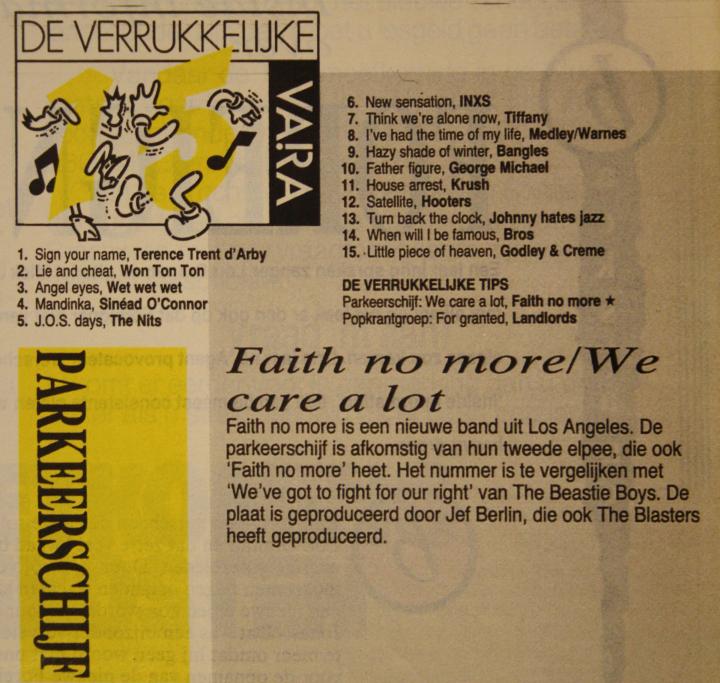 DE VERRUKKELIJKE
15
VARA
1. Sign your name, Terence Trent d'Arby
2. Lie and cheat, Won Ton Ton
3. Angel eyes, Wet wet wet
4. Mandinka, Sinéad O'Connor
5. J.O.S. days, The Nits
6. New sensation, INXS
7. Think we're alone now, Tiffany
8. I've had the time of my life, Medley/Warnes
9. Hazy shade of winter, Bangles
10. Father figure, George Michael
11. House arrest, Krush
12. Satellite, Hooters
13. Turn back the clock, Johnny hates jazz
14. When will I be famous, Bros
15. Little piece of heaven, Godley & Creme
DE VERRUKKELIJKE TIPS
Parkeerschijf: We care a lot, Faith no more ★
Popkrantgroep: For granted, Landlords
PARKEERSCHIJF
Faith no more/We
care a lot
Faith no more is een nieuwe band uit Los Angeles. De
parkeerschijf is afkomstig van hun tweede elpee, die ook
'Faith no more' heet. Het nummer is te vergelijken met
'We've got to fight for our right' van The Beastie Boys. De
plaat is geproduceerd door Jef Berlin, die ook The Blasters
heeft geproduceerd.